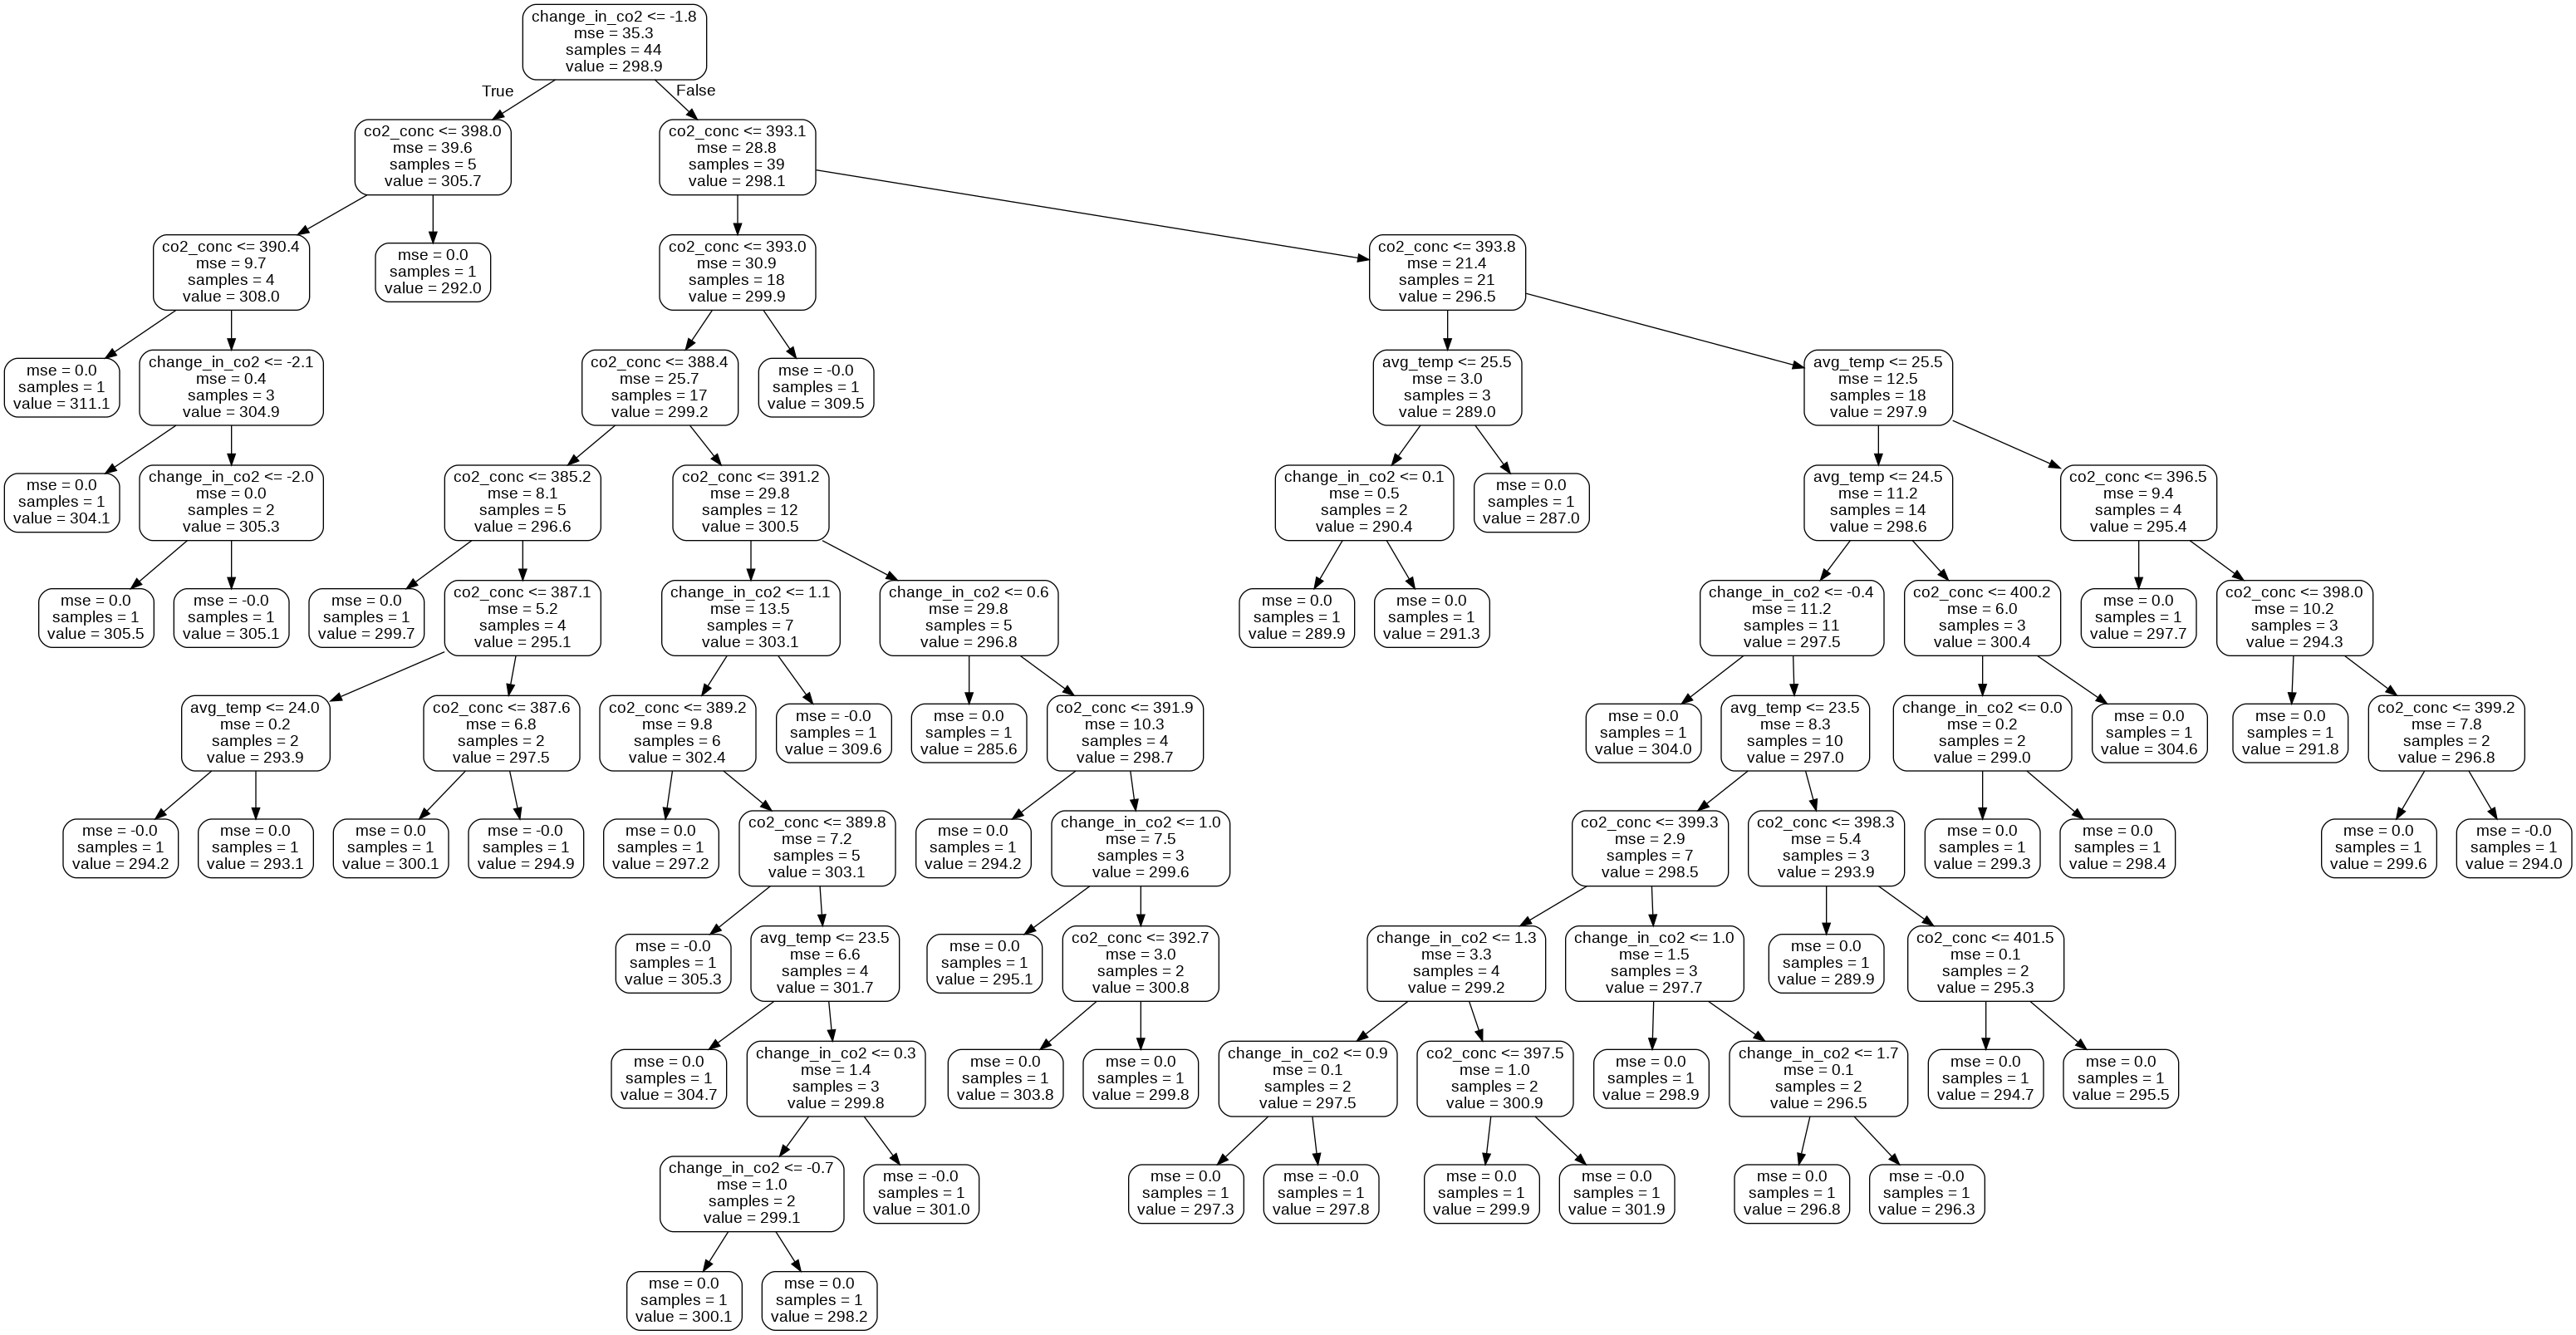 change_in_co2 <= -1.8
mse = 35.3
samples = 44
value = 298.9
True
False
co2_conc <= 398.0
mse = 39.6
samples = 5
value = 305.7
co2_conc <= 393.1
mse = 28.8
samples = 39
value = 298.1
co2_conc <= 390.4
mse = 9.7
samples = 4
value = 308.0
mse = 0.0
samples = 1
value = 292.0
co2_conc <= 393.0
mse = 30.9
samples = 18
value = 299.9
co2_conc <= 393.8
mse = 21.4
samples = 21
value = 296.5
mse = 0.0
samples = 1
value = 311.1
change_in_co2 <= -2.1
mse = 0.4
samples = 3
value = 304.9
co2_conc <= 388.4
mse = 25.7
samples = 17
value = 299.2
mse = -0.0
samples = 1
value = 309.5
avg_temp <= 25.5
mse = 3.0
samples = 3
value = 289.0
avg_temp <= 25.5
mse = 12.5
samples = 18
value = 297.9
mse = 0.0
samples = 1
value = 304.1
change_in_co2 <= -2.0
mse = 0.0
samples = 2
value = 305.3
co2_conc <= 385.2
mse = 8.1
samples = 5
value = 296.6
co2_conc <= 391.2
mse = 29.8
samples = 12
value = 300.5
change_in_co2 <= 0.1
mse = 0.5
samples = 2
value = 290.4
mse = 0.0
samples = 1
value = 287.0
avg_temp <= 24.5
mse = 11.2
samples = 14
value = 298.6
co2_conc <= 396.5
mse = 9.4
samples = 4
value = 295.4
mse = 0.0
samples = 1
value = 305.5
mse = -0.0
samples = 1
value = 305.1
mse = 0.0
samples = 1
value = 299.7
co2_conc <= 387.1
mse = 5.2
samples = 4
value = 295.1
change_in_co2 <= 1.1
mse = 13.5
samples = 7
value = 303.1
change_in_co2 <= 0.6
mse = 29.8
samples = 5
value = 296.8
mse = 0.0
samples = 1
value = 289.9
mse = 0.0
samples = 1
value = 291.3
change_in_co2 <= -0.4
mse = 11.2
samples = 11
value = 297.5
co2_conc <= 400.2
mse = 6.0
samples = 3
value = 300.4
mse = 0.0
samples = 1
value = 297.7
co2_conc <= 398.0
mse = 10.2
samples = 3
value = 294.3
avg_temp <= 24.0
mse = 0.2
samples = 2
value = 293.9
co2_conc <= 387.6
mse = 6.8
samples = 2
value = 297.5
co2_conc <= 389.2
mse = 9.8
samples = 6
value = 302.4
mse = -0.0
samples = 1
value = 309.6
mse = 0.0
samples = 1
value = 285.6
co2_conc <= 391.9
mse = 10.3
samples = 4
value = 298.7
mse = 0.0
samples = 1
value = 304.0
avg_temp <= 23.5
mse = 8.3
samples = 10
value = 297.0
change_in_co2 <= 0.0
mse = 0.2
samples = 2
value = 299.0
mse = 0.0
samples = 1
value = 304.6
mse = 0.0
samples = 1
value = 291.8
co2_conc <= 399.2
mse = 7.8
samples = 2
value = 296.8
mse = -0.0
samples = 1
value = 294.2
mse = 0.0
samples = 1
value = 293.1
mse = 0.0
samples = 1
value = 300.1
mse = -0.0
samples = 1
value = 294.9
mse = 0.0
samples = 1
value = 297.2
co2_conc <= 389.8
mse = 7.2
samples = 5
value = 303.1
mse = 0.0
samples = 1
value = 294.2
change_in_co2 <= 1.0
mse = 7.5
samples = 3
value = 299.6
co2_conc <= 399.3
mse = 2.9
samples = 7
value = 298.5
co2_conc <= 398.3
mse = 5.4
samples = 3
value = 293.9
mse = 0.0
samples = 1
value = 299.3
mse = 0.0
samples = 1
value = 298.4
mse = 0.0
samples = 1
value = 299.6
mse = -0.0
samples = 1
value = 294.0
mse = -0.0
samples = 1
value = 305.3
avg_temp <= 23.5
mse = 6.6
samples = 4
value = 301.7
mse = 0.0
samples = 1
value = 295.1
co2_conc <= 392.7
mse = 3.0
samples = 2
value = 300.8
change_in_co2 <= 1.3
mse = 3.3
samples = 4
value = 299.2
change_in_co2 <= 1.0
mse = 1.5
samples = 3
value = 297.7
mse = 0.0
samples = 1
value = 289.9
co2_conc <= 401.5
mse = 0.1
samples = 2
value = 295.3
mse = 0.0
samples = 1
value = 304.7
change_in_co2 <= 0.3
mse = 1.4
samples = 3
value = 299.8
mse = 0.0
samples = 1
value = 303.8
mse = 0.0
samples = 1
value = 299.8
change_in_co2 <= 0.9
mse = 0.1
samples = 2
value = 297.5
co2_conc <= 397.5
mse = 1.0
samples = 2
value = 300.9
mse = 0.0
samples = 1
value = 298.9
change_in_co2 <= 1.7
mse = 0.1
samples = 2
value = 296.5
mse = 0.0
samples = 1
value = 294.7
mse = 0.0
samples = 1
value = 295.5
change_in_co2 <= -0.7
mse = 1.0
samples = 2
value = 299.1
mse = -0.0
samples = 1
value = 301.0
mse = 0.0
samples = 1
value = 297.3
mse = -0.0
samples = 1
value = 297.8
mse = 0.0
samples = 1
value = 299.9
mse = 0.0
samples = 1
value = 301.9
mse = 0.0
samples = 1
value = 296.8
mse = -0.0
samples = 1
value = 296.3
mse = 0.0
samples = 1
value = 300.1
mse = 0.0
samples = 1
value = 298.2